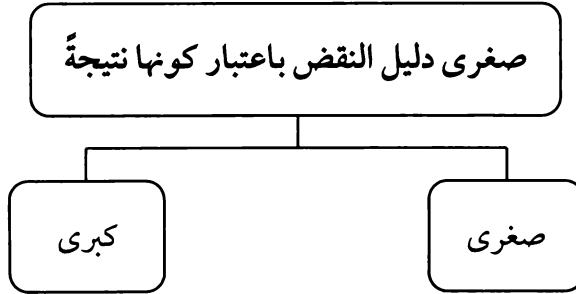 صغرى دليل النقض باعتبار كونها نتيجةً
صغرى
كبرى